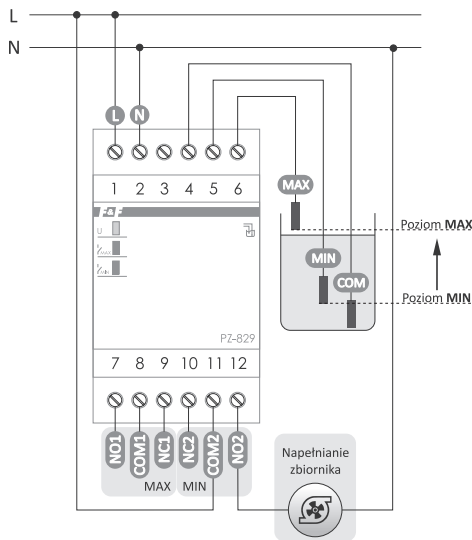 L
N
L N
1 2 3 4 5 6
F&F
U
MAX
MIN
PZ-829
7 8 9 10 11 12
NO1 COM1 NC1 NC2 COM2 NO2
MAX MIN
MAX
MIN
COM
Poziom MAX
Poziom MIN
Napełnianie
zbiornika